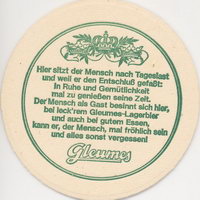 Hier sitzt der Mensch nach Tageslast
und weil er den Entschluß gefaßt:
In Ruhe und Gemütlichkeit
mal zu genießen seine Zeit.
Der Mensch als Gast besinnt sich hier,
bei leck'rem Gleumes-Lagerbier
und auch bei gutem Essen,
kann er, der Mensch, mal fröhlich sein
und alles sonst vergessen!
Gleumes